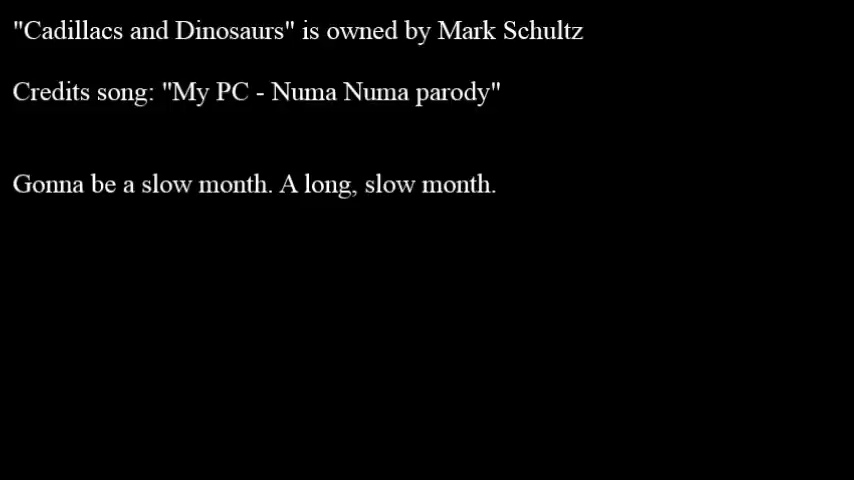 "Cadillacs and Dinosaurs" is owned by Mark Schultz
Credits song: "My PC - Numa Numa parody"
Gonna be a slow month. A long, slow month.